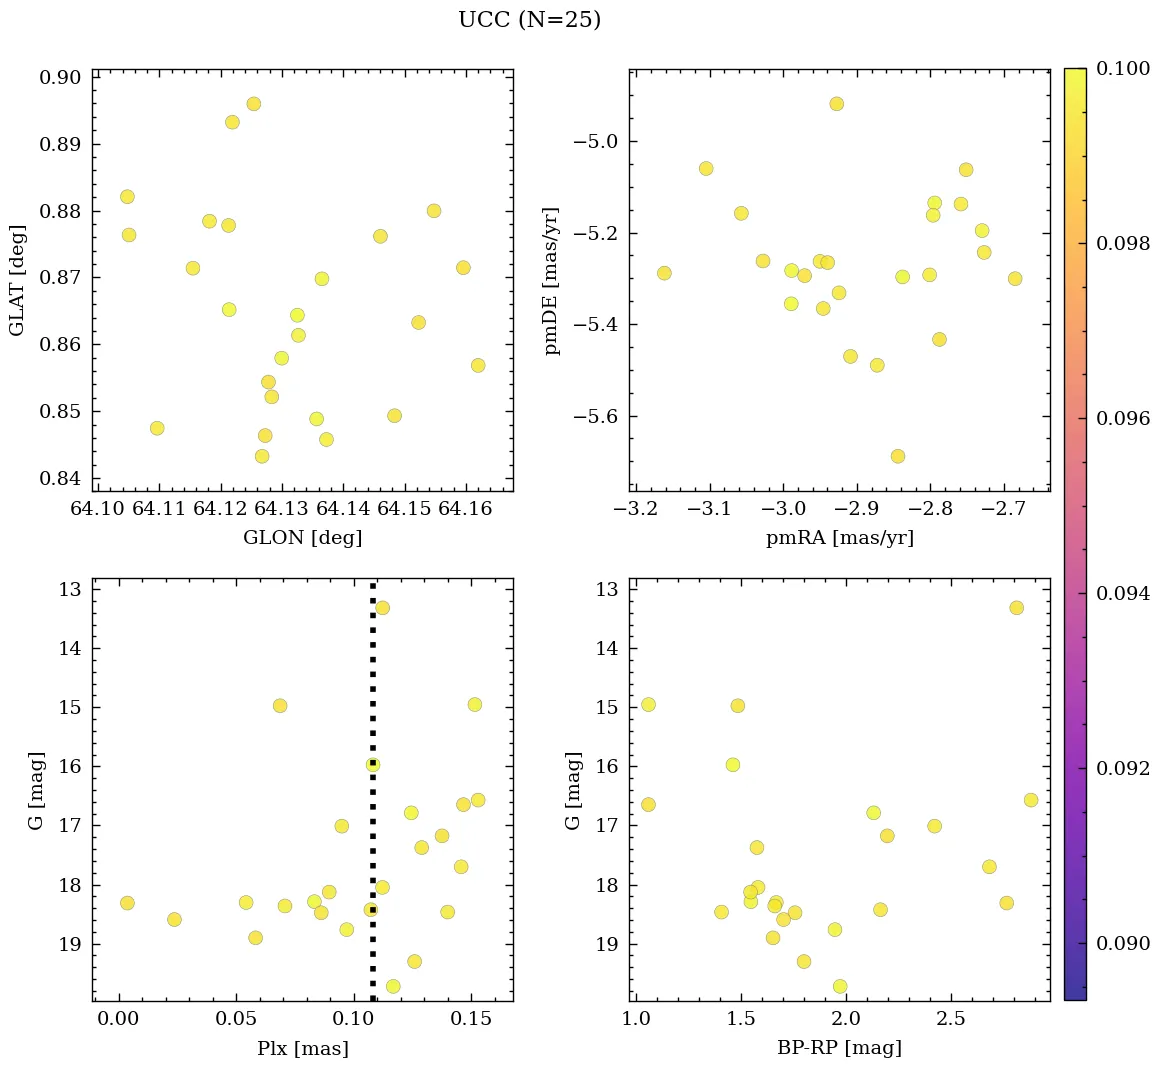 UCC (N=25)
0.90
0.89
0.88
0.87
0.86
0.85
0.84
GLAT [deg]
64.10 64.11 64.12 64.13 64.14 64.15 64.16
GLON [deg]
−5.0
−5.2
−5.4
−5.6
pmDE [mas/yr]
−3.2 −3.1 −3.0 −2.9 −2.8 −2.7
pmRA [mas/yr]
0.100
0.098
0.096
0.094
0.092
0.090
13
14
15
16
17
18
19
G [mag]
0.00 0.05 0.10 0.15
Plx [mas]
13
14
15
16
17
18
19
G [mag]
1.0 1.5 2.0 2.5
BP-RP [mag]